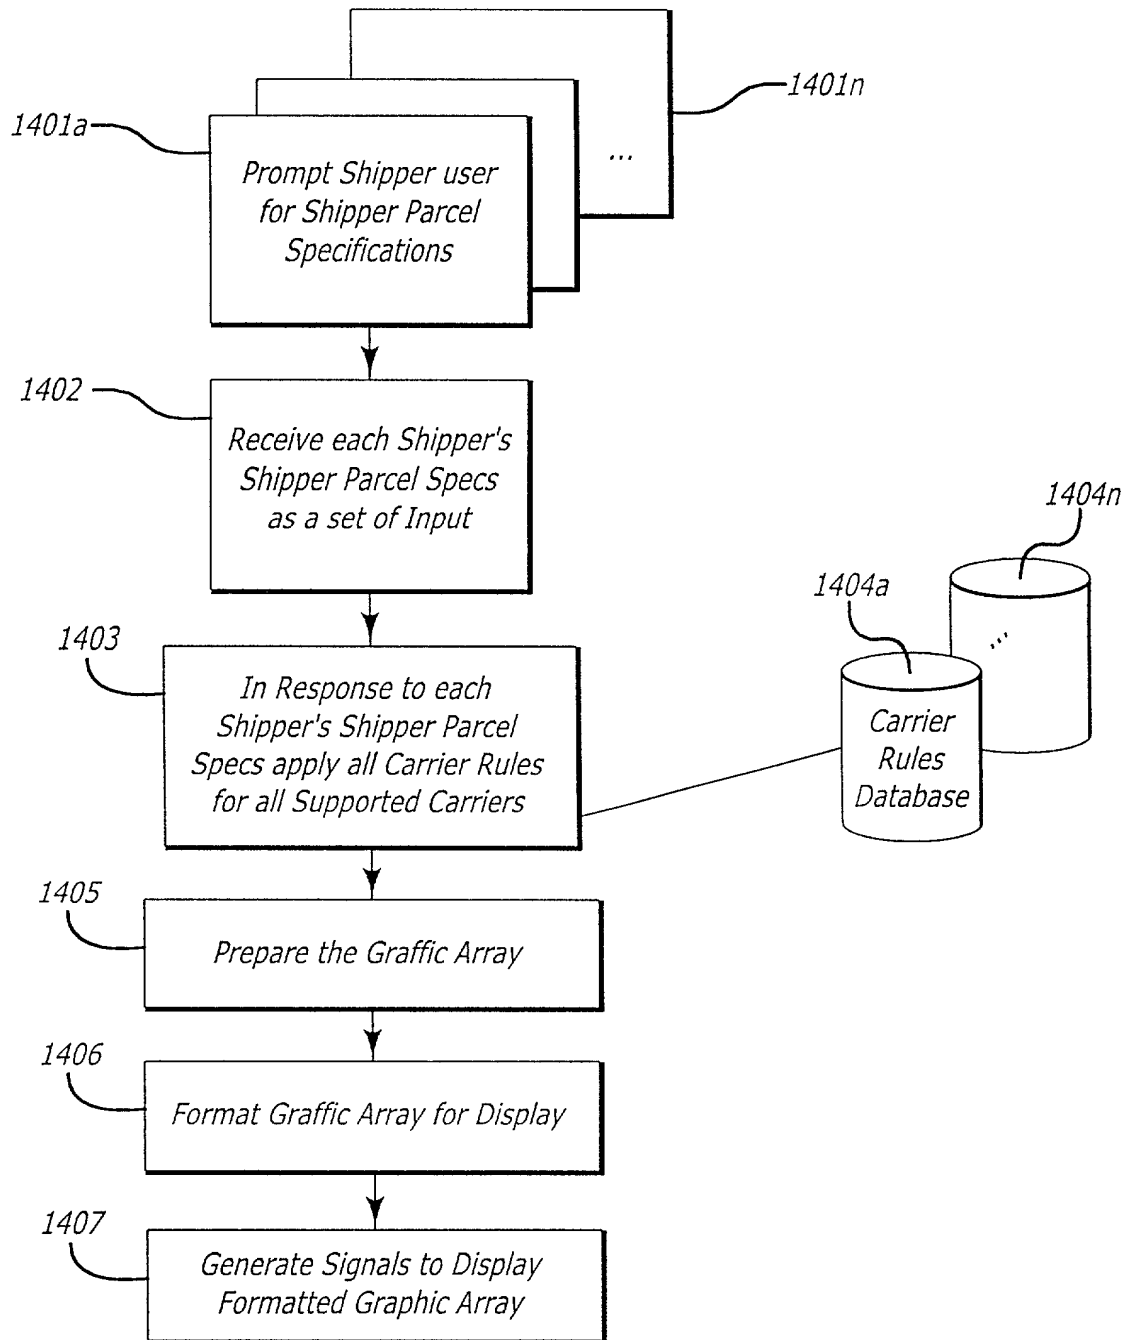 1401n
1401a
...
Prompt Shipper user
for Shipper Parcel
Specifications
1402
Receive each Shipper's
Shipper Parcel Specs
as a set of Input
1404n
1404a
...
1403
In Response to each
Shipper's Shipper Parcel
Specs apply all Carrier Rules
for all Supported Carriers
Carrier
Rules
Database
1405
Prepare the Graffic Array
1406
Format Graffic Array for Display
1407
Generate Signals to Display
Formatted Graphic Array